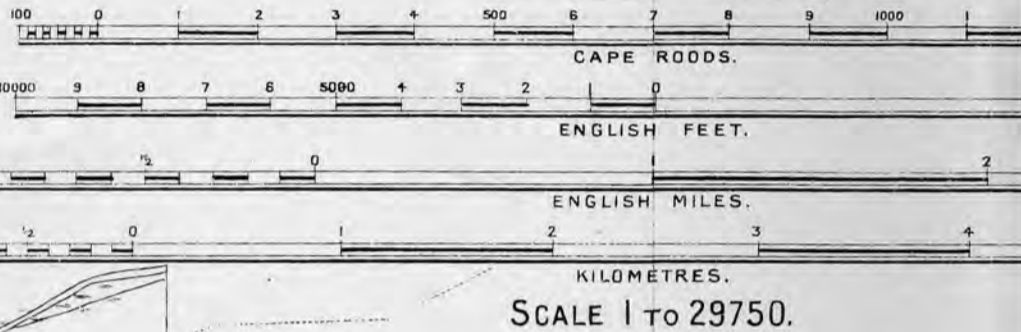 100 0 1 2 3 4 500 6 7 8 9 1000 1
CAPE ROODS.
10000 9 8 7 6 5000 4 3 2 1 0
ENGLISH FEET.
½ 0 1 2
ENGLISH MILES.
½ 0 1 2 3 4
KILOMETRES.
SCALE 1 TO 29750.